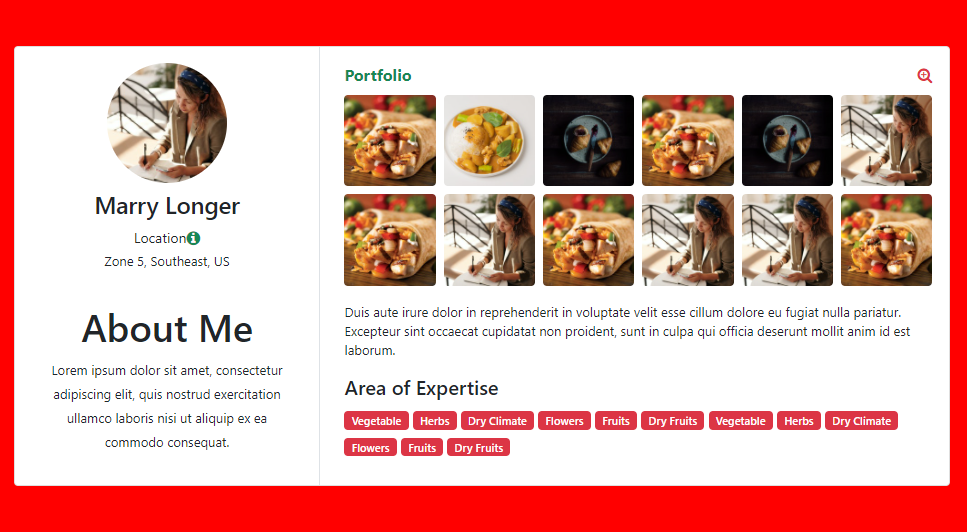 Marry Longer
Location
Zone 5, Southeast, US
About Me
Lorem ipsum dolor sit amet, consectetur
adipiscing elit, quis nostrud exercitation
ullamco laboris nisi ut aliquip ex ea
commodo consequat.
Portfolio
Duis aute irure dolor in reprehenderit in voluptate velit esse cillum dolore eu fugiat nulla pariatur.
Excepteur sint occaecat cupidatat non proident, sunt in culpa qui officia deserunt mollit anim id est
laborum.
Area of Expertise
Vegetable Herbs Dry Climate Flowers Fruits Dry Fruits Vegetable Herbs Dry Climate
Flowers Fruits Dry Fruits